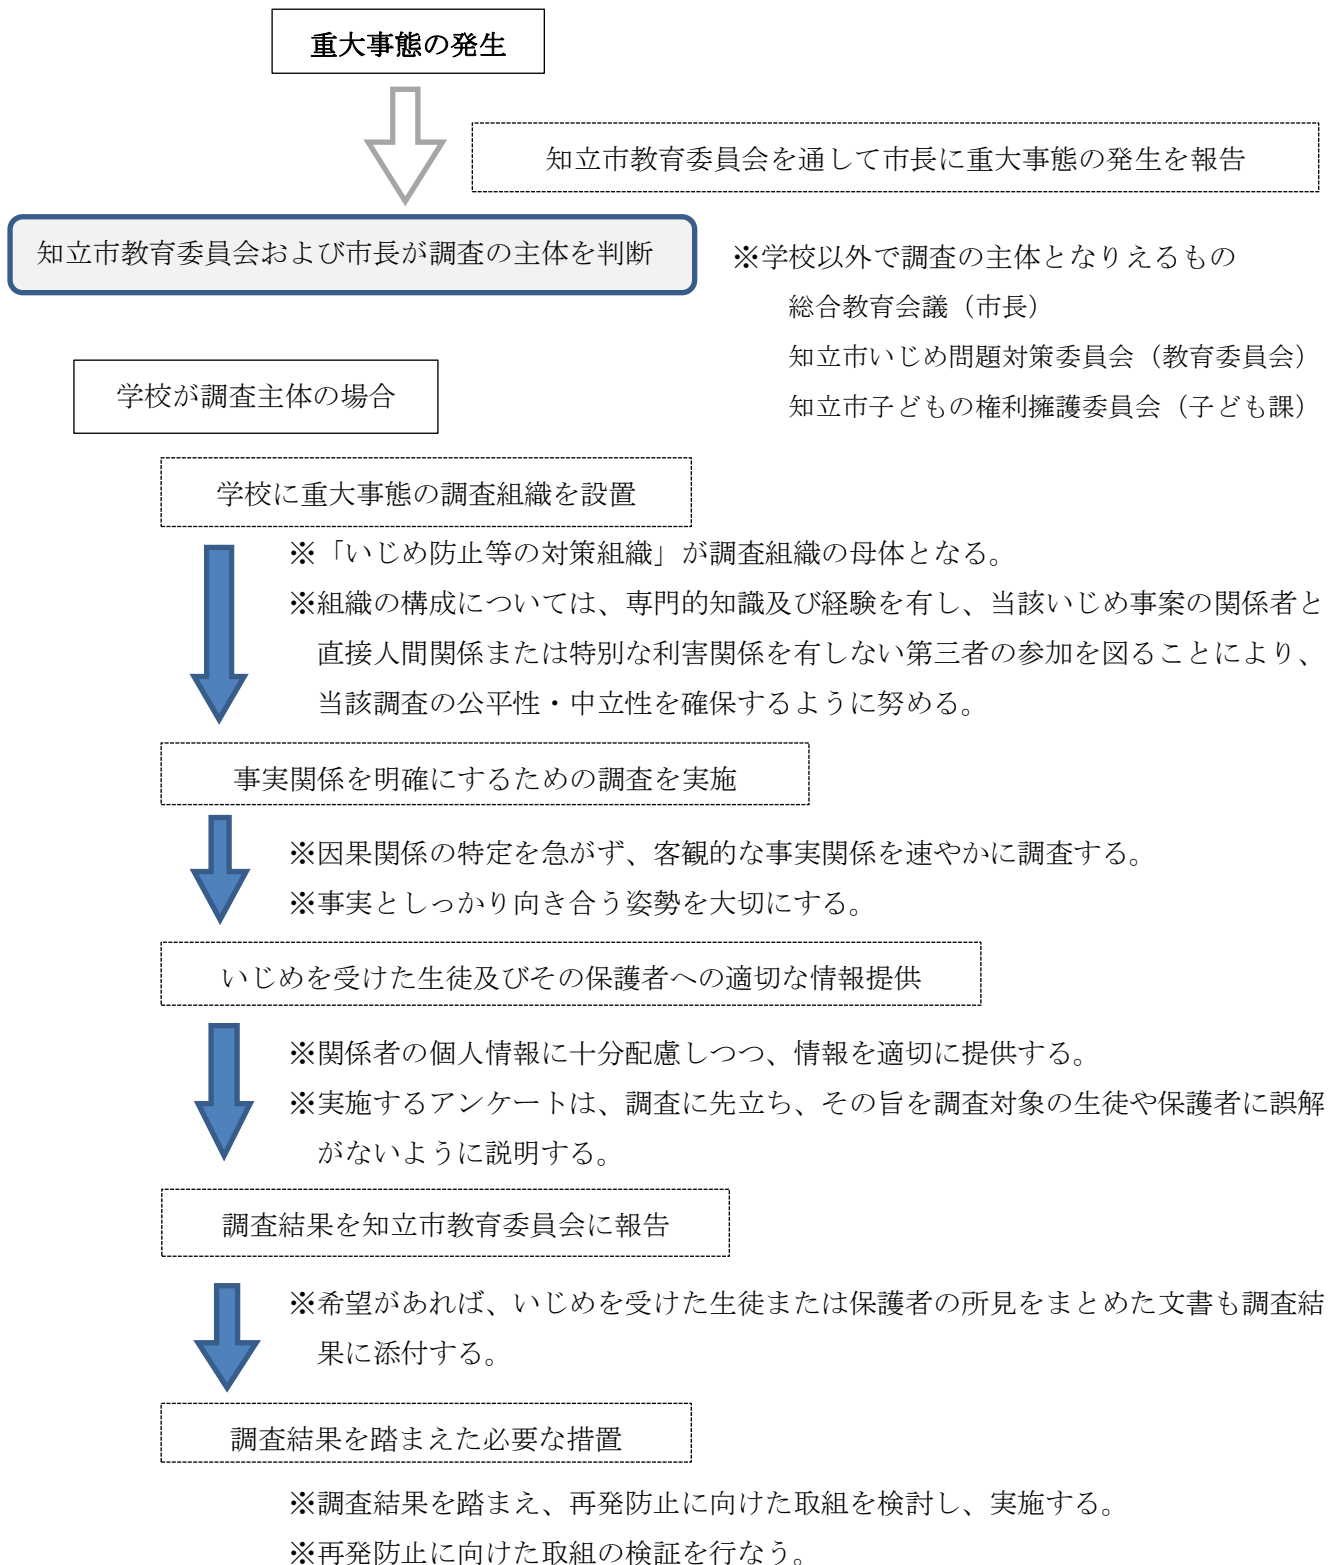 重大事態の発生
知立市教育委員会を通して市長に重大事態の発生を報告
知立市教育委員会および市長が調査の主体を判断
※学校以外で調査の主体となりえるもの
総合教育会議（市長）
知立市いじめ問題対策委員会（教育委員会）
知立市子どもの権利擁護委員会（子ども課）
学校が調査主体の場合
学校に重大事態の調査組織を設置
※「いじめ防止等の対策組織」が調査組織の母体となる。
※組織の構成については、専門的知識及び経験を有し、当該いじめ事案の関係者と
直接人間関係または特別な利害関係を有しない第三者の参加を図ることにより、
当該調査の公平性・中立性を確保するように努める。
事実関係を明確にするための調査を実施
※因果関係の特定を急がず、客観的な事実関係を速やかに調査する。
※事実としっかり向き合う姿勢を大切にする。
いじめを受けた生徒及びその保護者への適切な情報提供
※関係者の個人情報に十分配慮しつつ、情報を適切に提供する。
※実施するアンケートは、調査に先立ち、その旨を調査対象の生徒や保護者に誤解
がないように説明する。
調査結果を知立市教育委員会に報告
※希望があれば、いじめを受けた生徒または保護者の所見をまとめた文書も調査結
果に添付する。
調査結果を踏まえた必要な措置
※調査結果を踏まえ、再発防止に向けた取組を検討し、実施する。
※再発防止に向けた取組の検証を行なう。